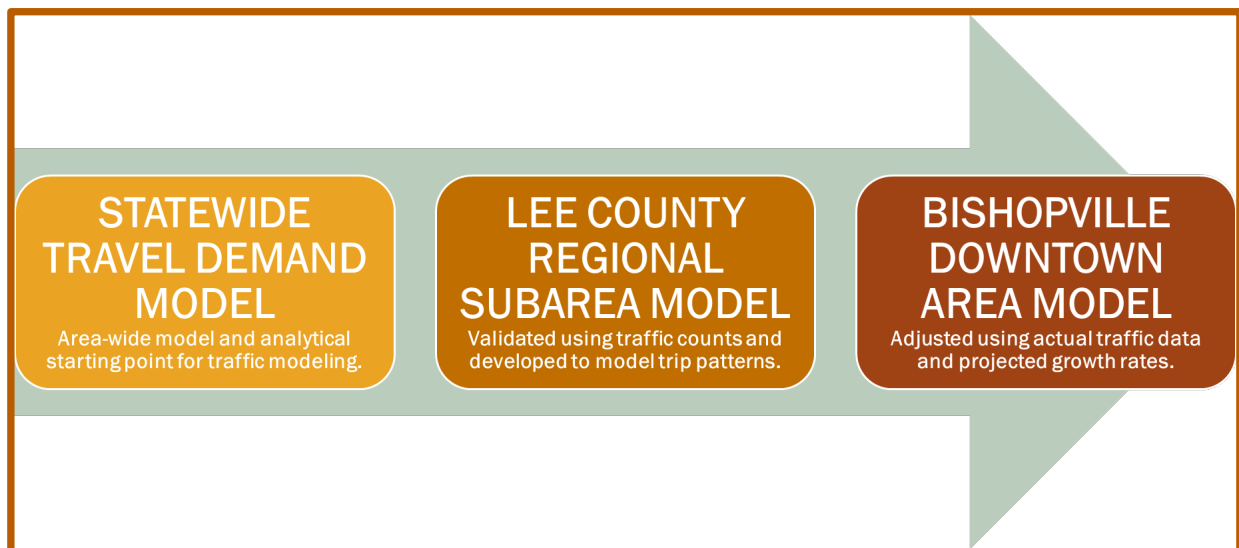 STATEWIDE
TRAVEL DEMAND
MODEL
Area-wide model and analytical
starting point for traffic modeling.
LEE COUNTY
REGIONAL
SUBAREA MODEL
Validated using traffic counts and
developed to model trip patterns.
BISHOPVILLE
DOWNTOWN
AREA MODEL
Adjusted using actual traffic data
and projected growth rates.